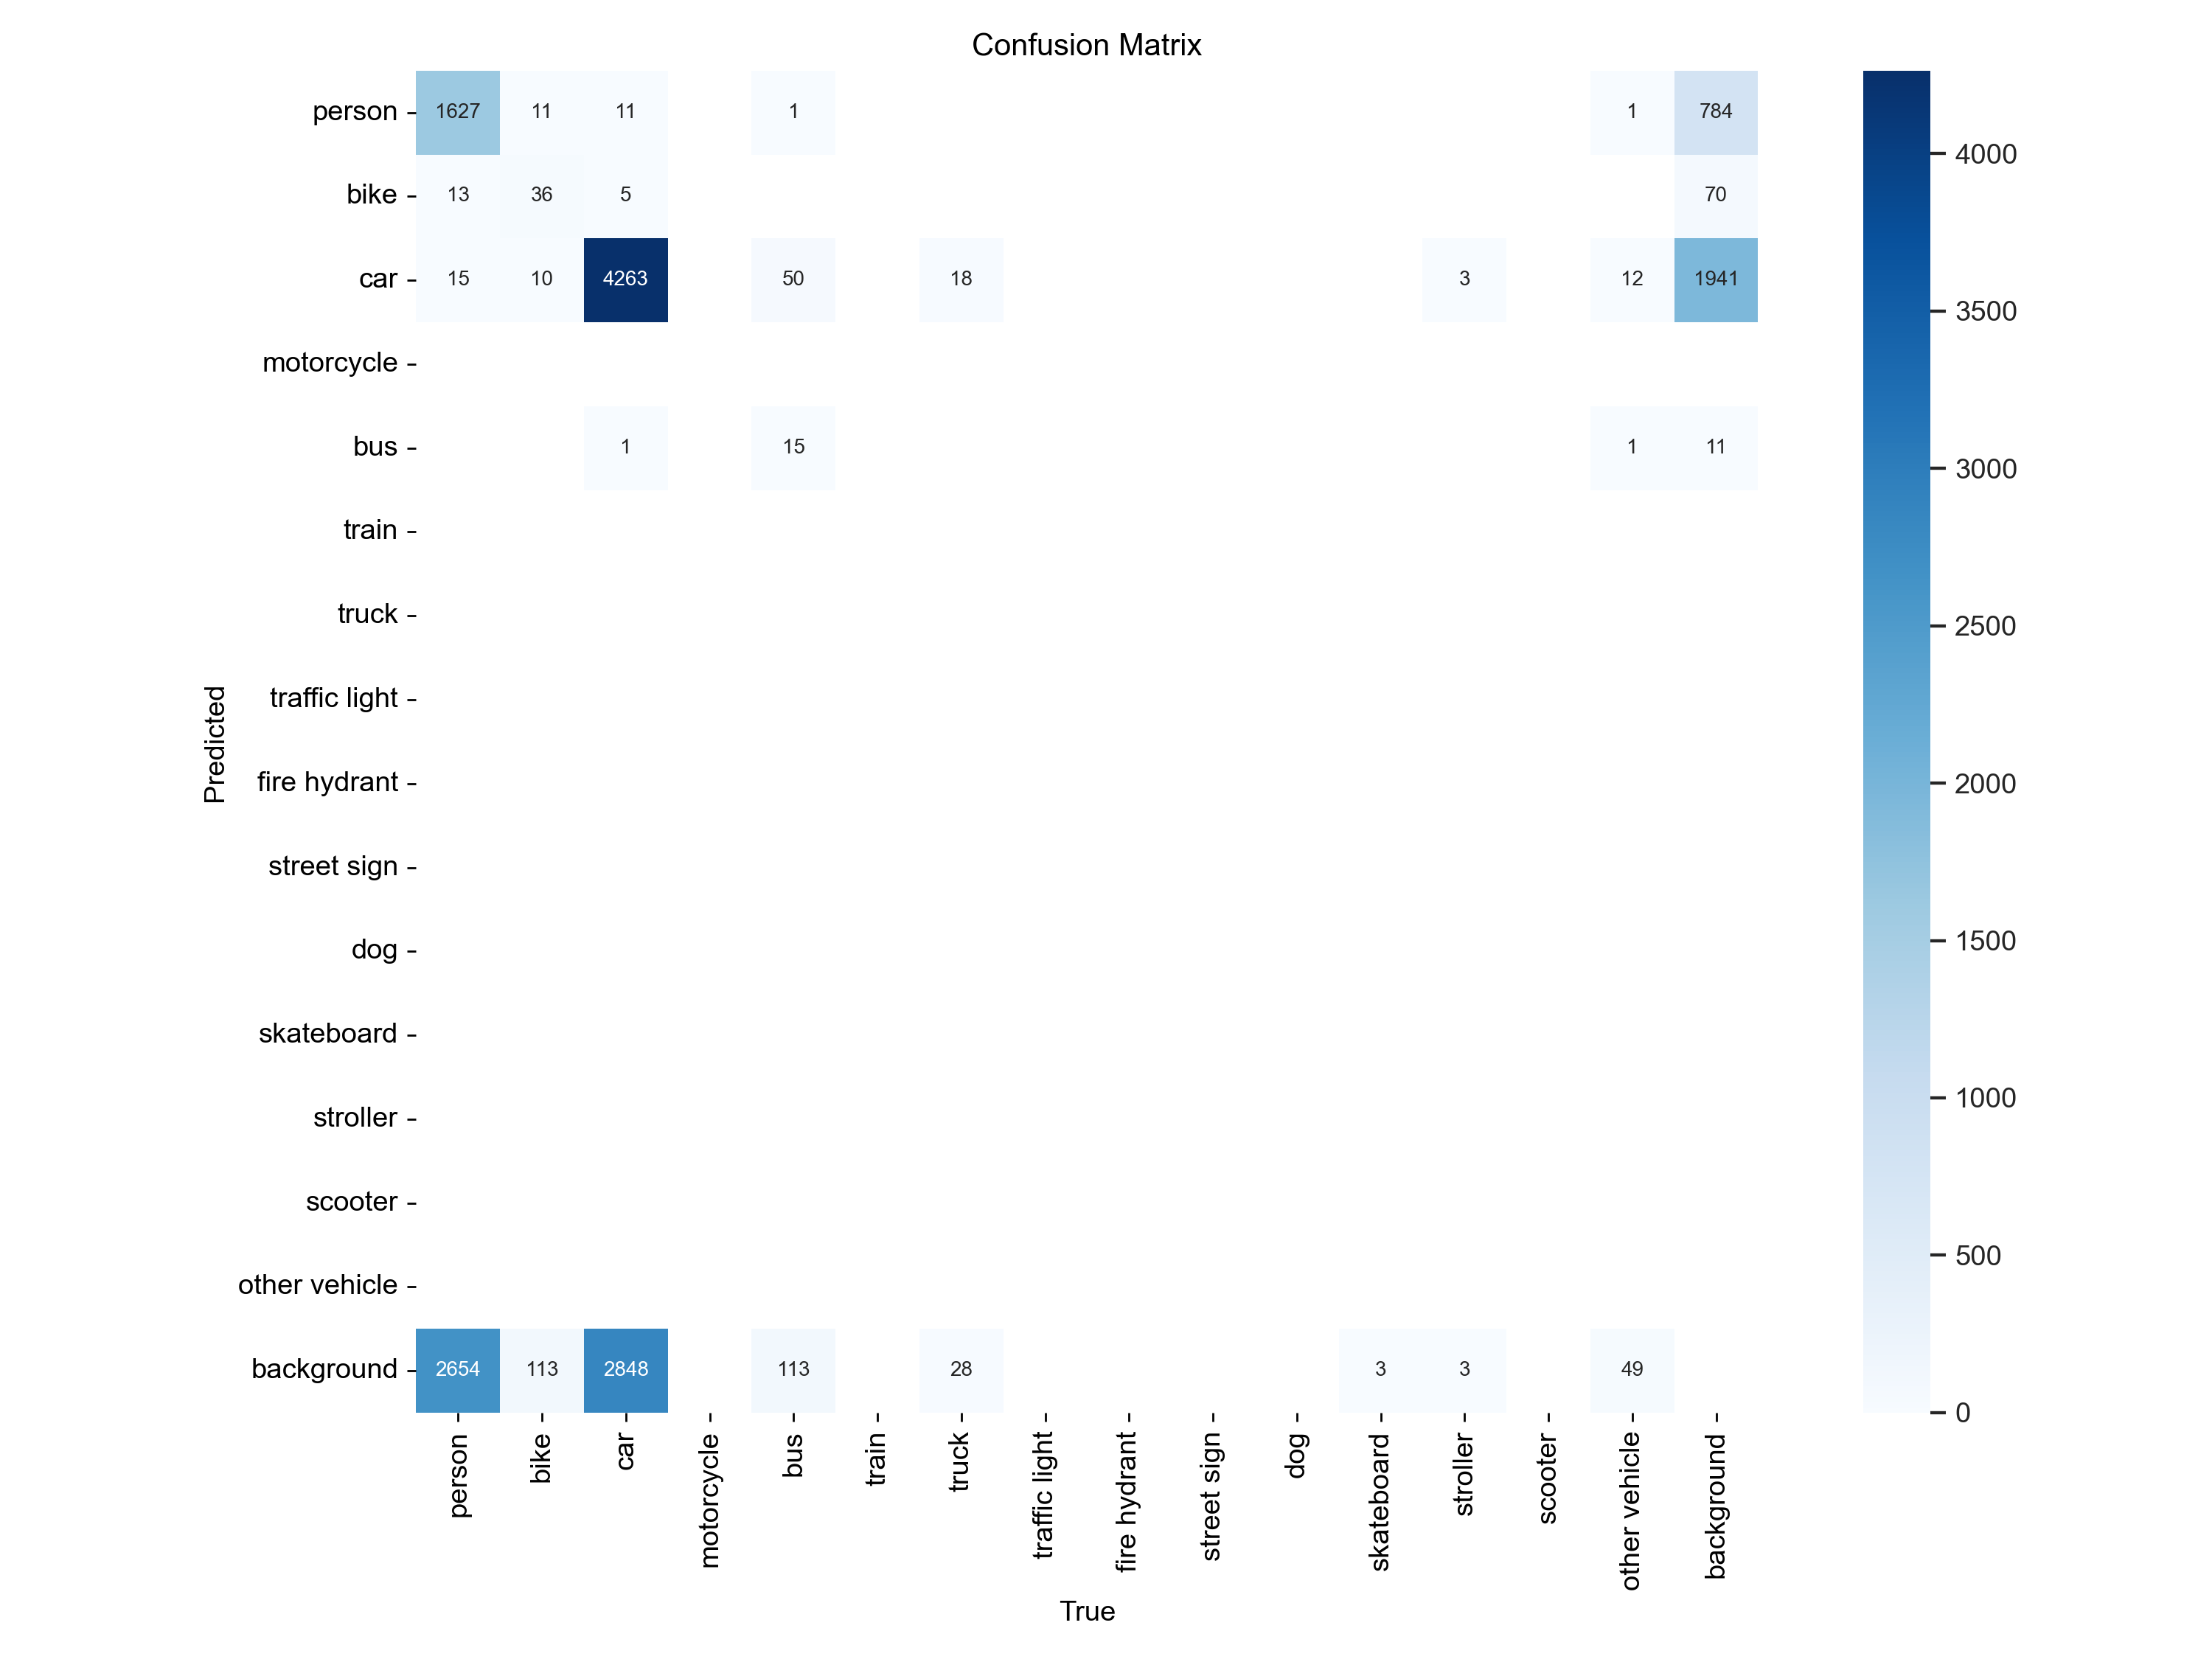 Confusion Matrix
person 1627 11 11 1 1 784
bike 13 36 5 70
car 15 10 4263 50 18 3 12 1941
motorcycle
bus 1 15 1 11
train
truck
traffic light
fire hydrant
street sign
dog
skateboard
stroller
scooter
other vehicle
background 2654 113 2848 113 28 3 3 49
Predicted
person
bike
car
motorcycle
bus
train
truck
traffic light
fire hydrant
street sign
dog
skateboard
stroller
scooter
other vehicle
background
True
4000
3500
3000
2500
2000
1500
1000
500
0